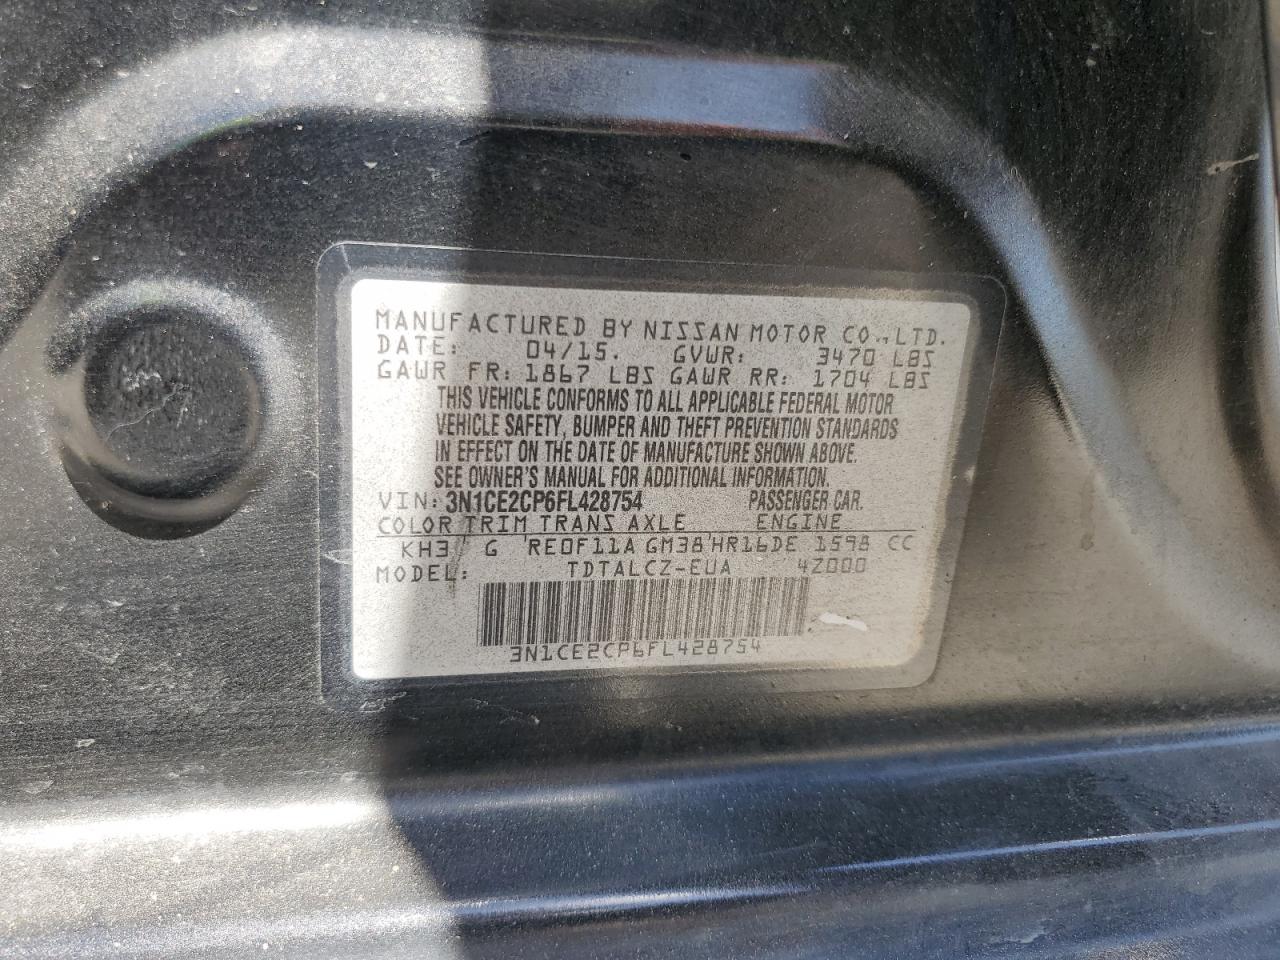 MANUFACTURED BY NISSAN MOTOR CO.,LTD.
DATE: 04/15. GVWR: 3470 LBS
GAWR FR: 1867 LBS GAWR RR: 1704 LBS
THIS VEHICLE CONFORMS TO ALL APPLICABLE FEDERAL MOTOR
VEHICLE SAFETY, BUMPER AND THEFT PREVENTION STANDARDS
IN EFFECT ON THE DATE OF MANUFACTURE SHOWN ABOVE.
SEE OWNER'S MANUAL FOR ADDITIONAL INFORMATION.
VIN: 3N1CE2CP6FL428754 PASSENGER CAR.
COLOR TRIM TRANS AXLE ENGINE
KH3 G RE0F11A GM38 HR16DE 1598 CC
MODEL: TDTALCZ-EUA 4Z000
3N1CE2CP6FL428754